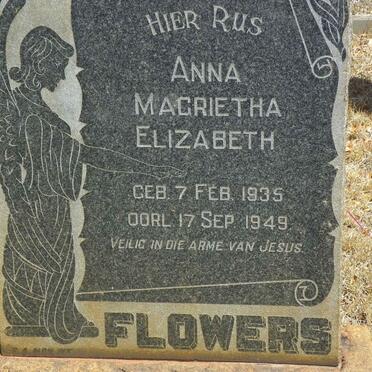 HIER RUS
ANNA
MAGRIETHA
ELIZABETH
GEB. 7 FEB. 1935
OORL. 17 SEP. 1949.
VEILIG IN DIE ARME VAN JESUS.
FLOWERS